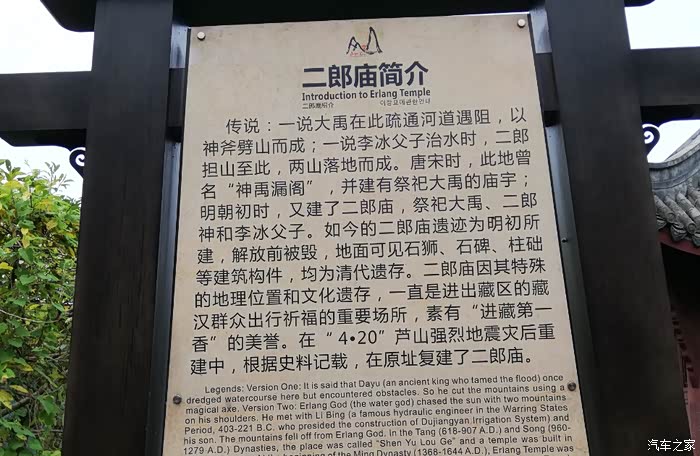 二郎庙简介
Introduction to Erlang Temple
传说：一说大禹在此疏通河道遇阻，以
神斧劈山而成；一说李冰父子治水时，二郎
担山至此，两山落地而成。唐宋时，此地曾
名“神禹漏阁”，并建有祭祀大禹的庙宇；
明朝初时，又建了二郎庙，祭祀大禹、二郎
神和李冰父子。如今的二郎庙遗迹为明初所
建，解放前被毁，地面可见石狮、石碑、柱础
等建筑构件，均为清代遗存。二郎庙因其特殊
的地理位置和文化遗存，一直是进出藏区的藏
汉群众出行祈福的重要场所，素有“进藏第一
香”的美誉。在“4•20”芦山强烈地震灾后重
建中，根据史料记载，在原址复建了二郎庙。
Legends: Version One: It is said that Dayu (an ancient king who tamed the flood) once
dredged watercourse here but encountered obstacles. So he cut the mountains using a
magical axe. Version Two: Erlang God (the water god) chased the sun with two mountains
on his shoulders. He met with LI Bing (a famous hydraulic engineer in the Warring States
Period, 403-221 B.C. who presided the construction of Dujiangyan Irrigation System) and
his son. The mountains fell off from Erlang God. In the Tang (618-907 A.D.) and Song (960-
1279 A.D.) Dynasties, the place was called "Shen Yu Lou Ge" and a temple was built in
the beginning of the Ming Dynasty (1368-1644 A.D.), Erlang Temple was
汽车之家